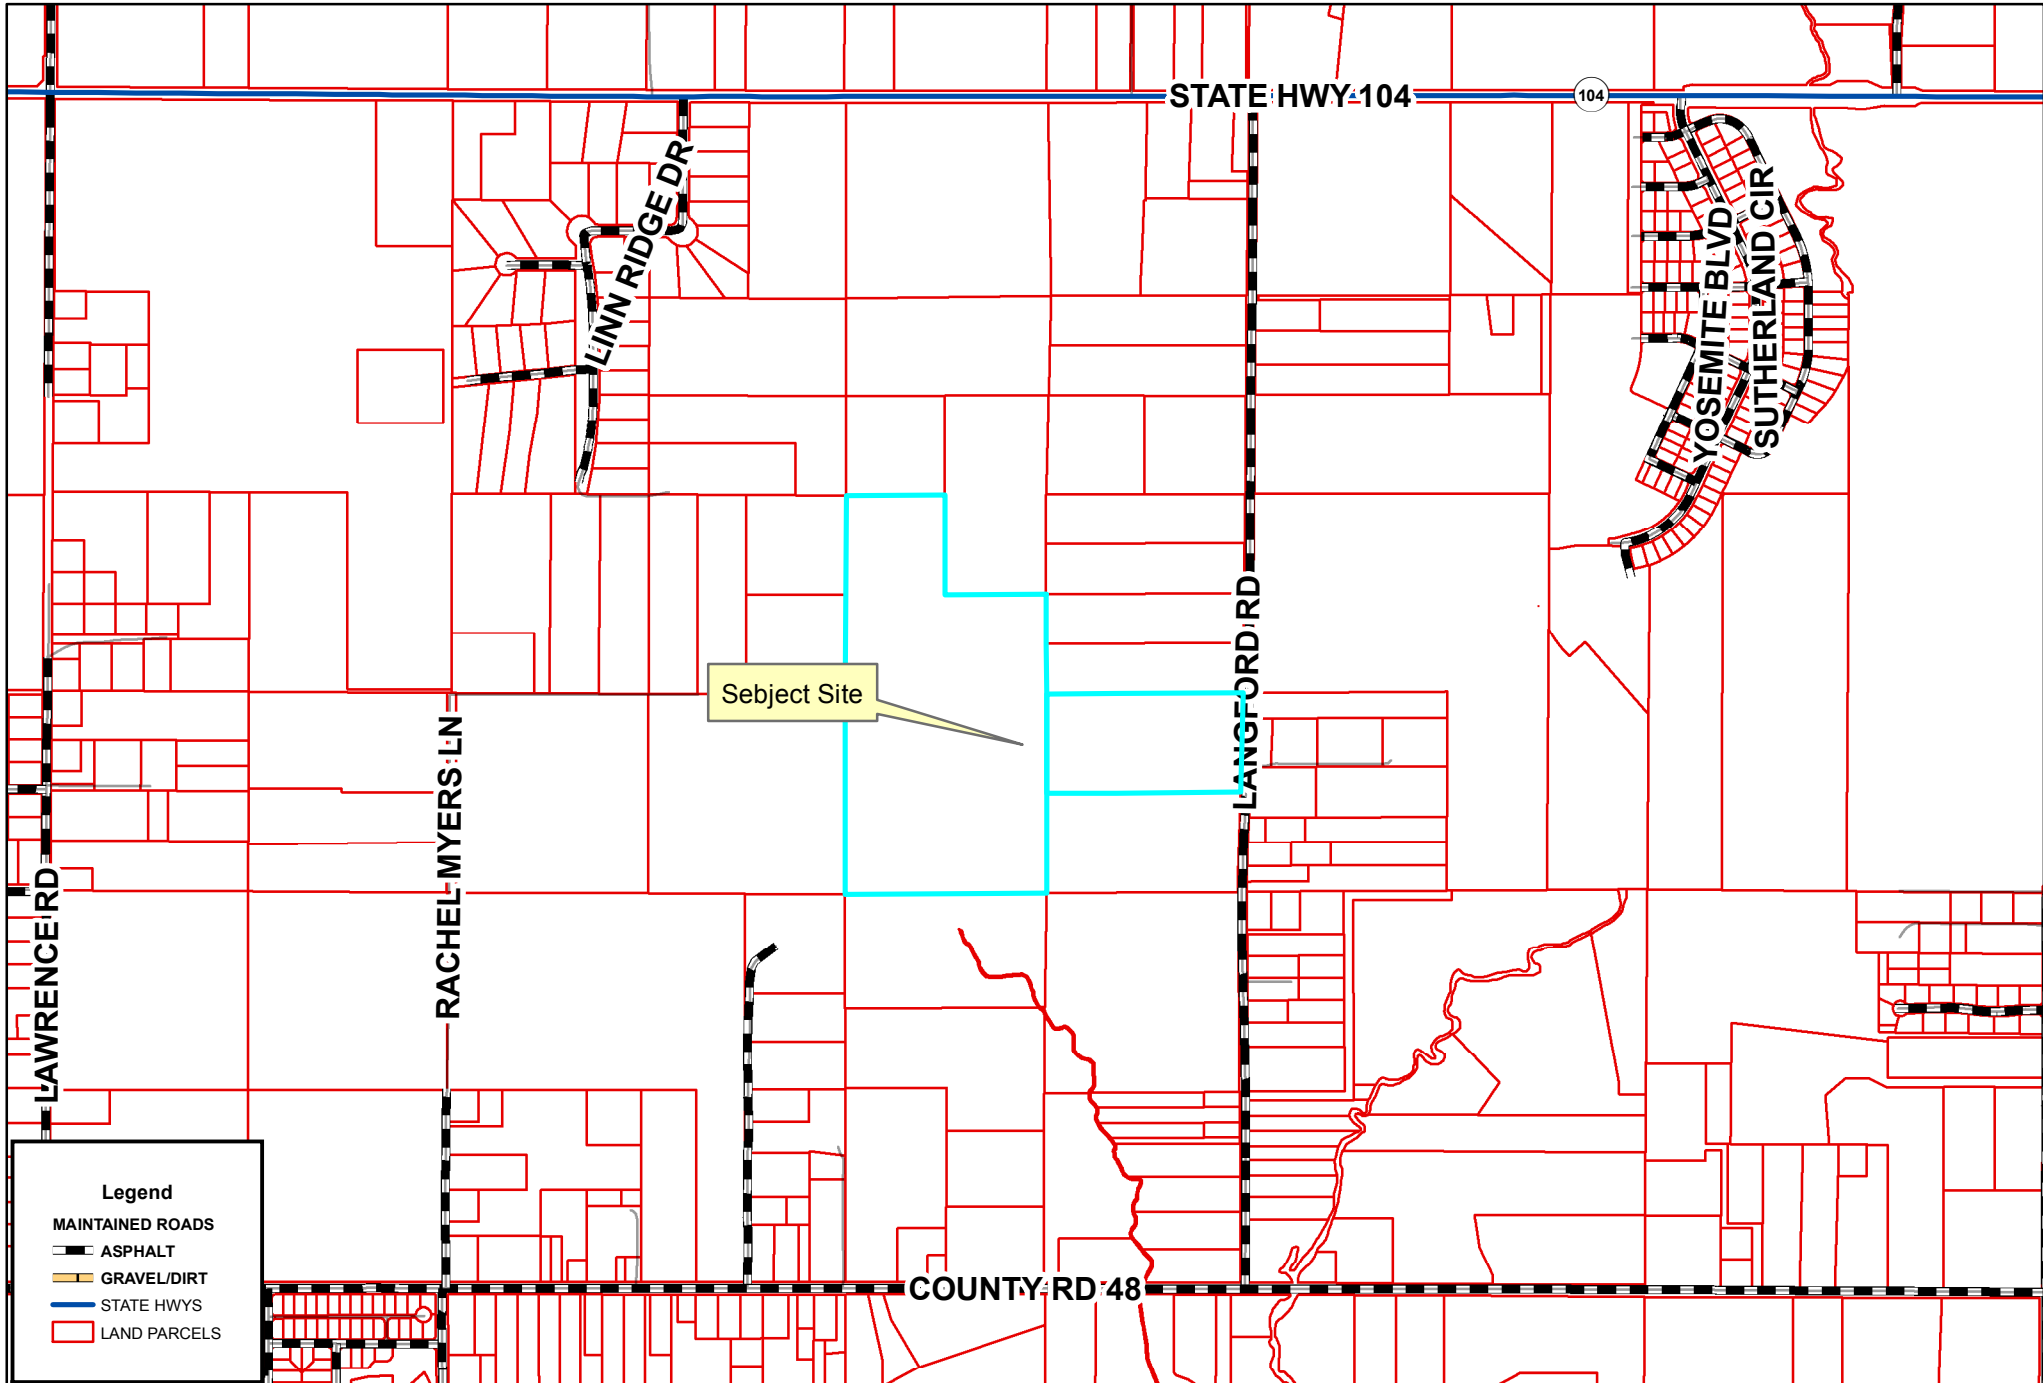 STATE HWY 104
104
LINN RIDGE DR
YOSEMITE BLVD
SUTHERLAND CIR
LANGFORD RD
Sebject Site
RACHEL MYERS LN
LAWRENCE RD
COUNTY RD 48
Legend
MAINTAINED ROADS
ASPHALT
GRAVEL/DIRT
STATE HWYS
LAND PARCELS